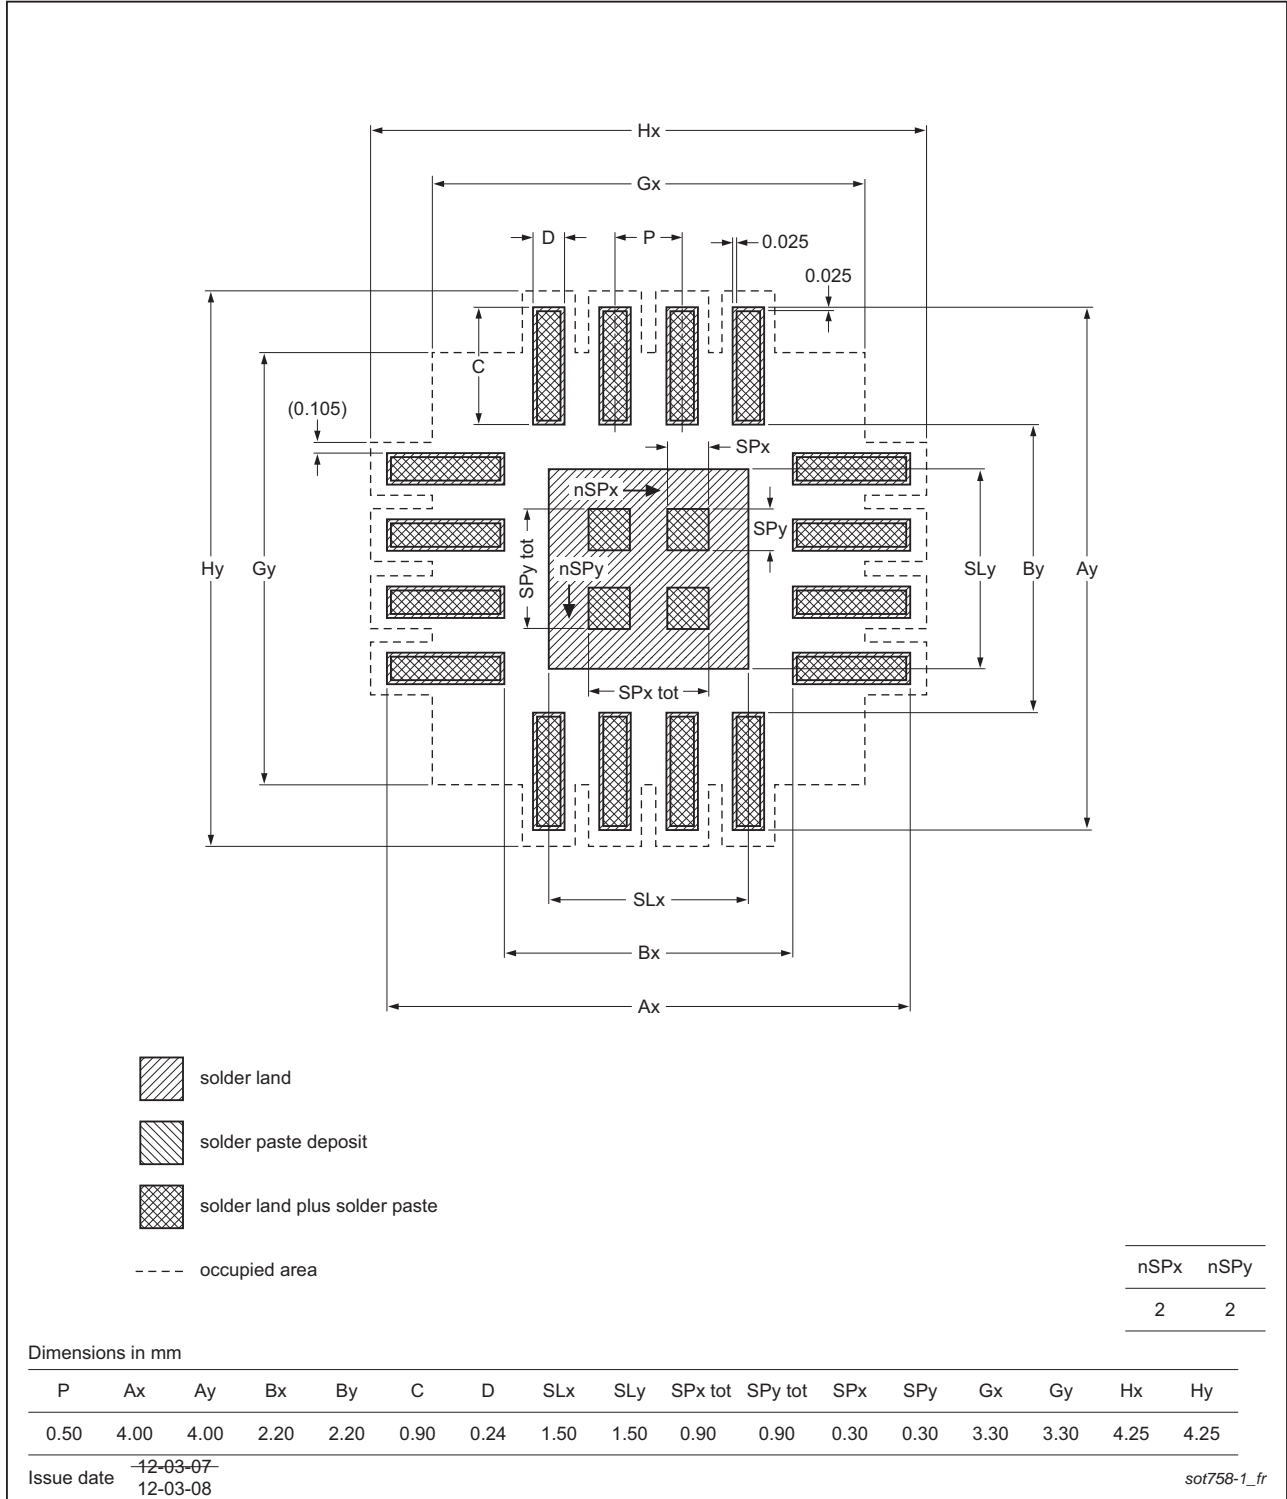 Hx
Gx
D
P
0.025
0.025
C
(0.105)
SPx
nSPx
SPy
SPy tot
nSPy
Hy
Gy
SLy
By
Ay
SPx tot
SLx
Bx
Ax
solder land
solder paste deposit
solder land plus solder paste
occupied area
nSPx nSPy
2 2
Dimensions in mm
P Ax Ay Bx By C D SLx SLy SPx tot SPy tot SPx SPy Gx Gy Hx Hy
0.50 4.00 4.00 2.20 2.20 0.90 0.24 1.50 1.50 0.90 0.90 0.30 0.30 3.30 3.30 4.25 4.25
Issue date 12-03-07
12-03-08
sot758-1_fr